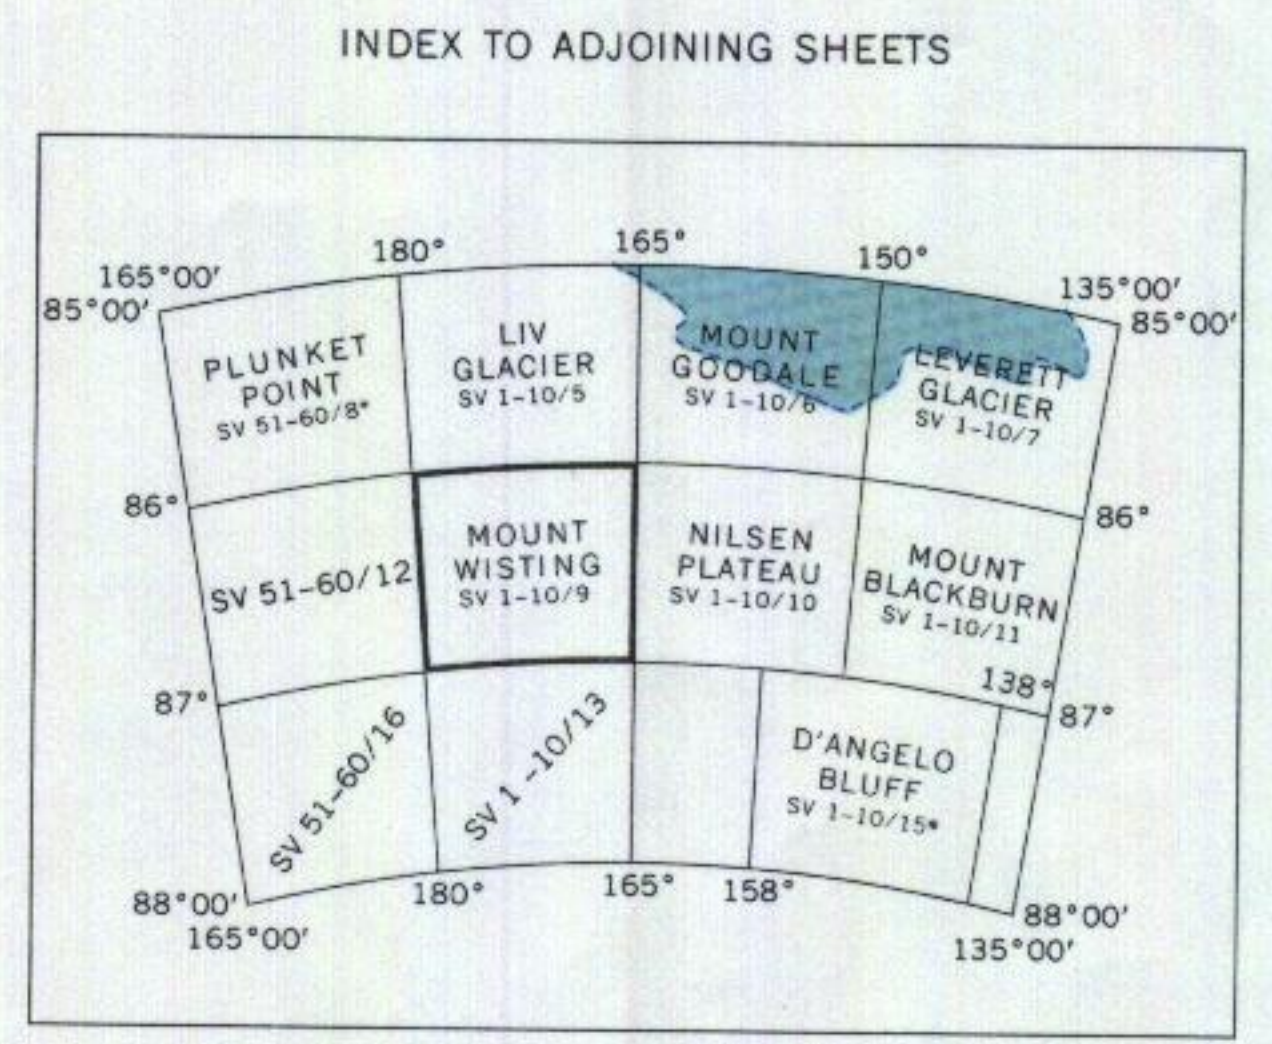 INDEX TO ADJOINING SHEETS
180°
165°
150°
165°00'
135°00'
85°00'
85°00'
PLUNKET
POINT
SV 51-60/8*
LIV
GLACIER
SV 1-10/5
MOUNT
GOODALE
SV 1-10/6
LEVERETT
GLACIER
SV 1-10/7
86°
86°
SV 51-60/12
MOUNT
WISTING
SV 1-10/9
NILSEN
PLATEAU
SV 1-10/10
MOUNT
BLACKBURN
SV 1-10/11
138°
87°
87°
SV 51-60/16
SV 1-10/13
D'ANGELO
BLUFF
SV 1-10/15*
88°00'
165°00'
180°
165°
158°
88°00'
135°00'